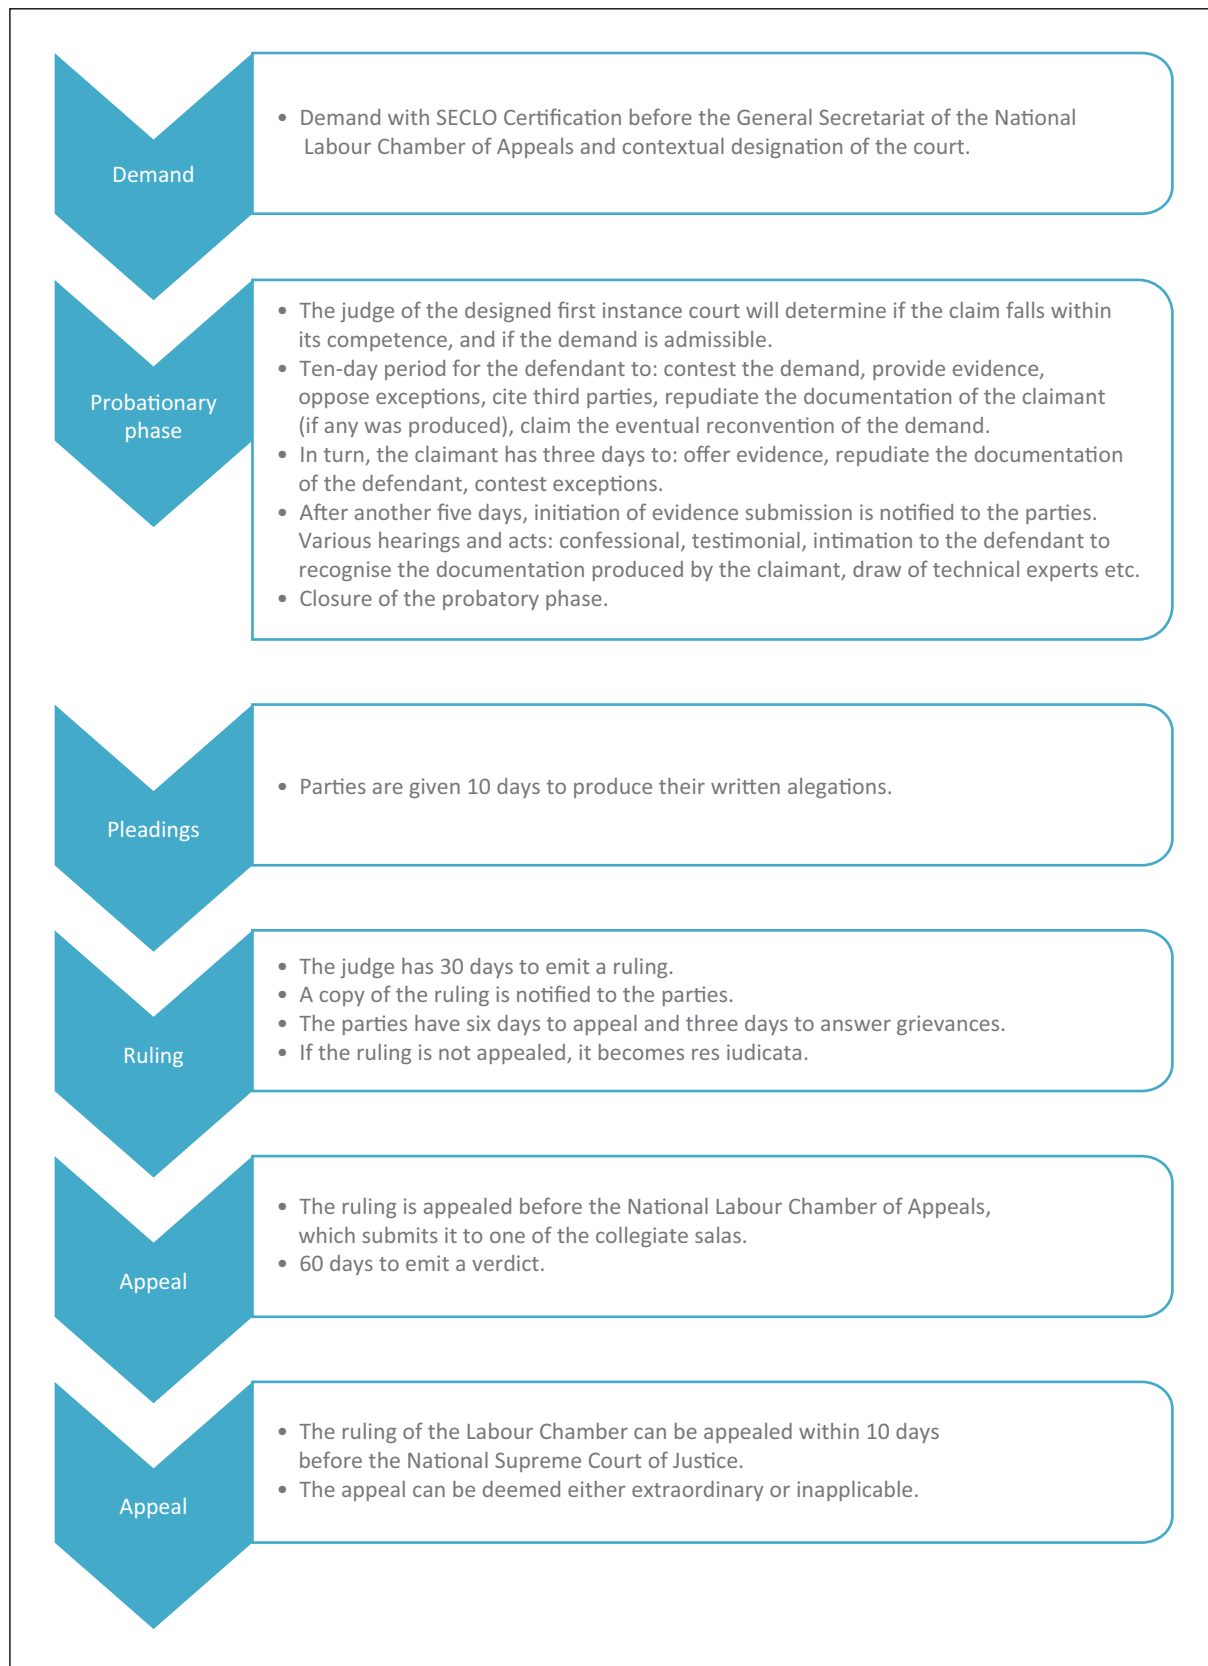 Demand
• Demand with SECLO Certification before the General Secretariat of the National
Labour Chamber of Appeals and contextual designation of the court.
Probationary
phase
• The judge of the designed first instance court will determine if the claim falls within
its competence, and if the demand is admissible.
• Ten-day period for the defendant to: contest the demand, provide evidence,
oppose exceptions, cite third parties, repudiate the documentation of the claimant
(if any was produced), claim the eventual reconvention of the demand.
• In turn, the claimant has three days to: offer evidence, repudiate the documentation
of the defendant, contest exceptions.
• After another five days, initiation of evidence submission is notified to the parties.
Various hearings and acts: confessional, testimonial, intimation to the defendant to
recognise the documentation produced by the claimant, draw of technical experts etc.
• Closure of the probatory phase.
Pleadings
• Parties are given 10 days to produce their written alegations.
Ruling
• The judge has 30 days to emit a ruling.
• A copy of the ruling is notified to the parties.
• The parties have six days to appeal and three days to answer grievances.
• If the ruling is not appealed, it becomes res iudicata.
Appeal
• The ruling is appealed before the National Labour Chamber of Appeals,
which submits it to one of the collegiate salas.
• 60 days to emit a verdict.
Appeal
• The ruling of the Labour Chamber can be appealed within 10 days
before the National Supreme Court of Justice.
• The appeal can be deemed either extraordinary or inapplicable.